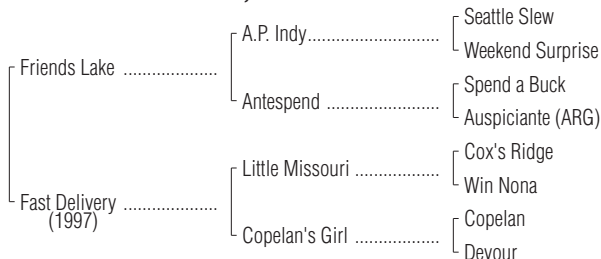 Seattle Slew
A.P. Indy..............................
Weekend Surprise
Friends Lake .....................
Spend a Buck
Antespend .........................
Auspiciante (ARG)
Cox's Ridge
Little Missouri ...................
Win Nona
Fast Delivery .....................
(1997)
Copelan
Copelan's Girl ...................
Devour